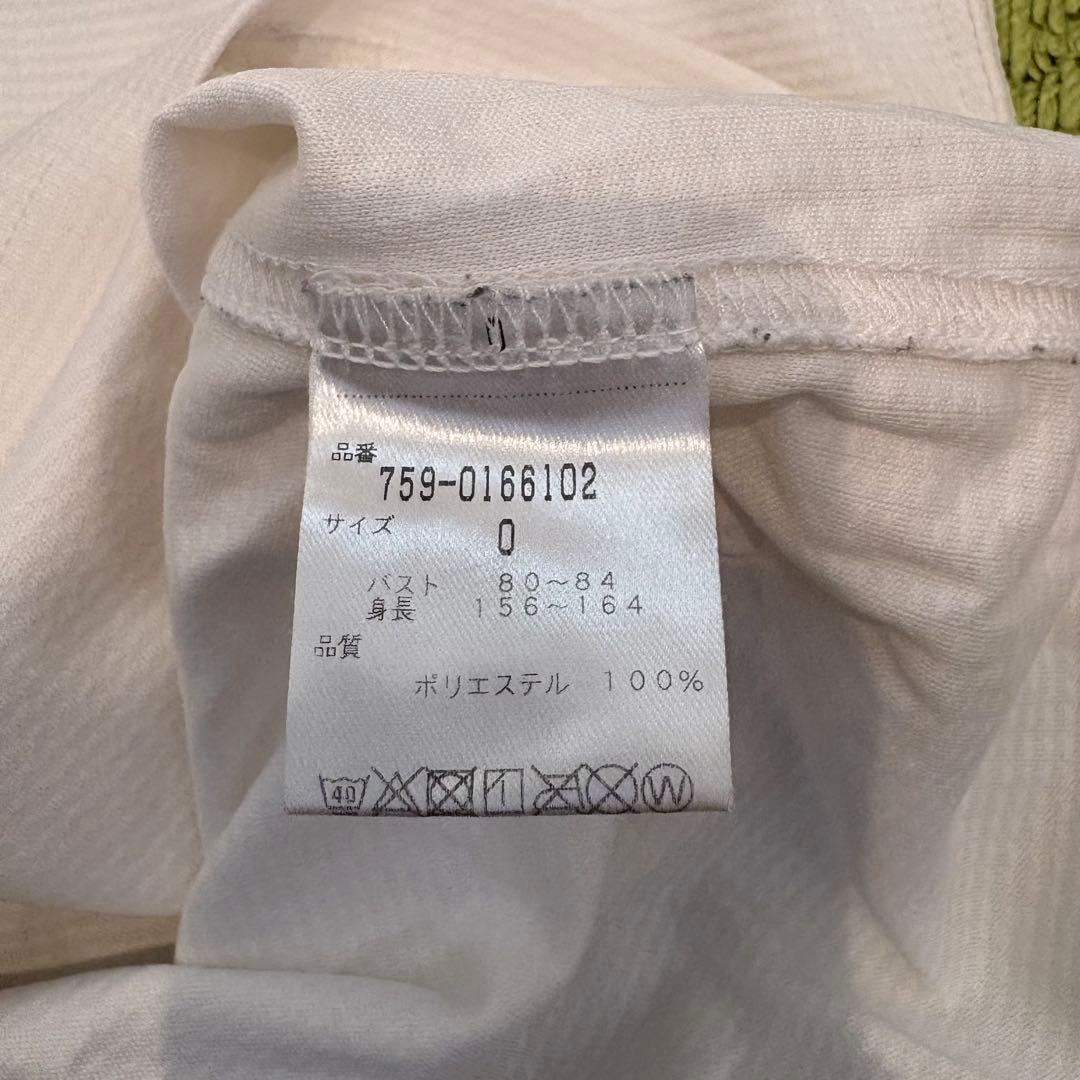 品番
759-0166102
サイズ
0
バスト 80~84
身長 156~164
品質
ポリエステル 100%
40 W